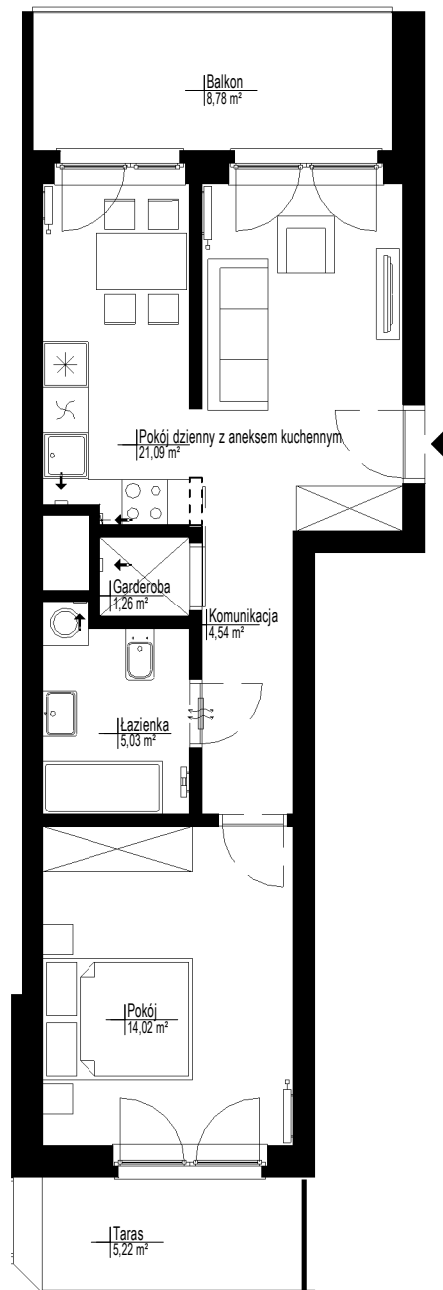 Balkon
8,78 m²
Pokój dzienny z aneksem kuchennym
21,09 m²
Garderoba
1,26 m²
Komunikacja
4,54 m²
Łazienka
5,03 m²
Pokój
14,02 m²
Taras
5,22 m²